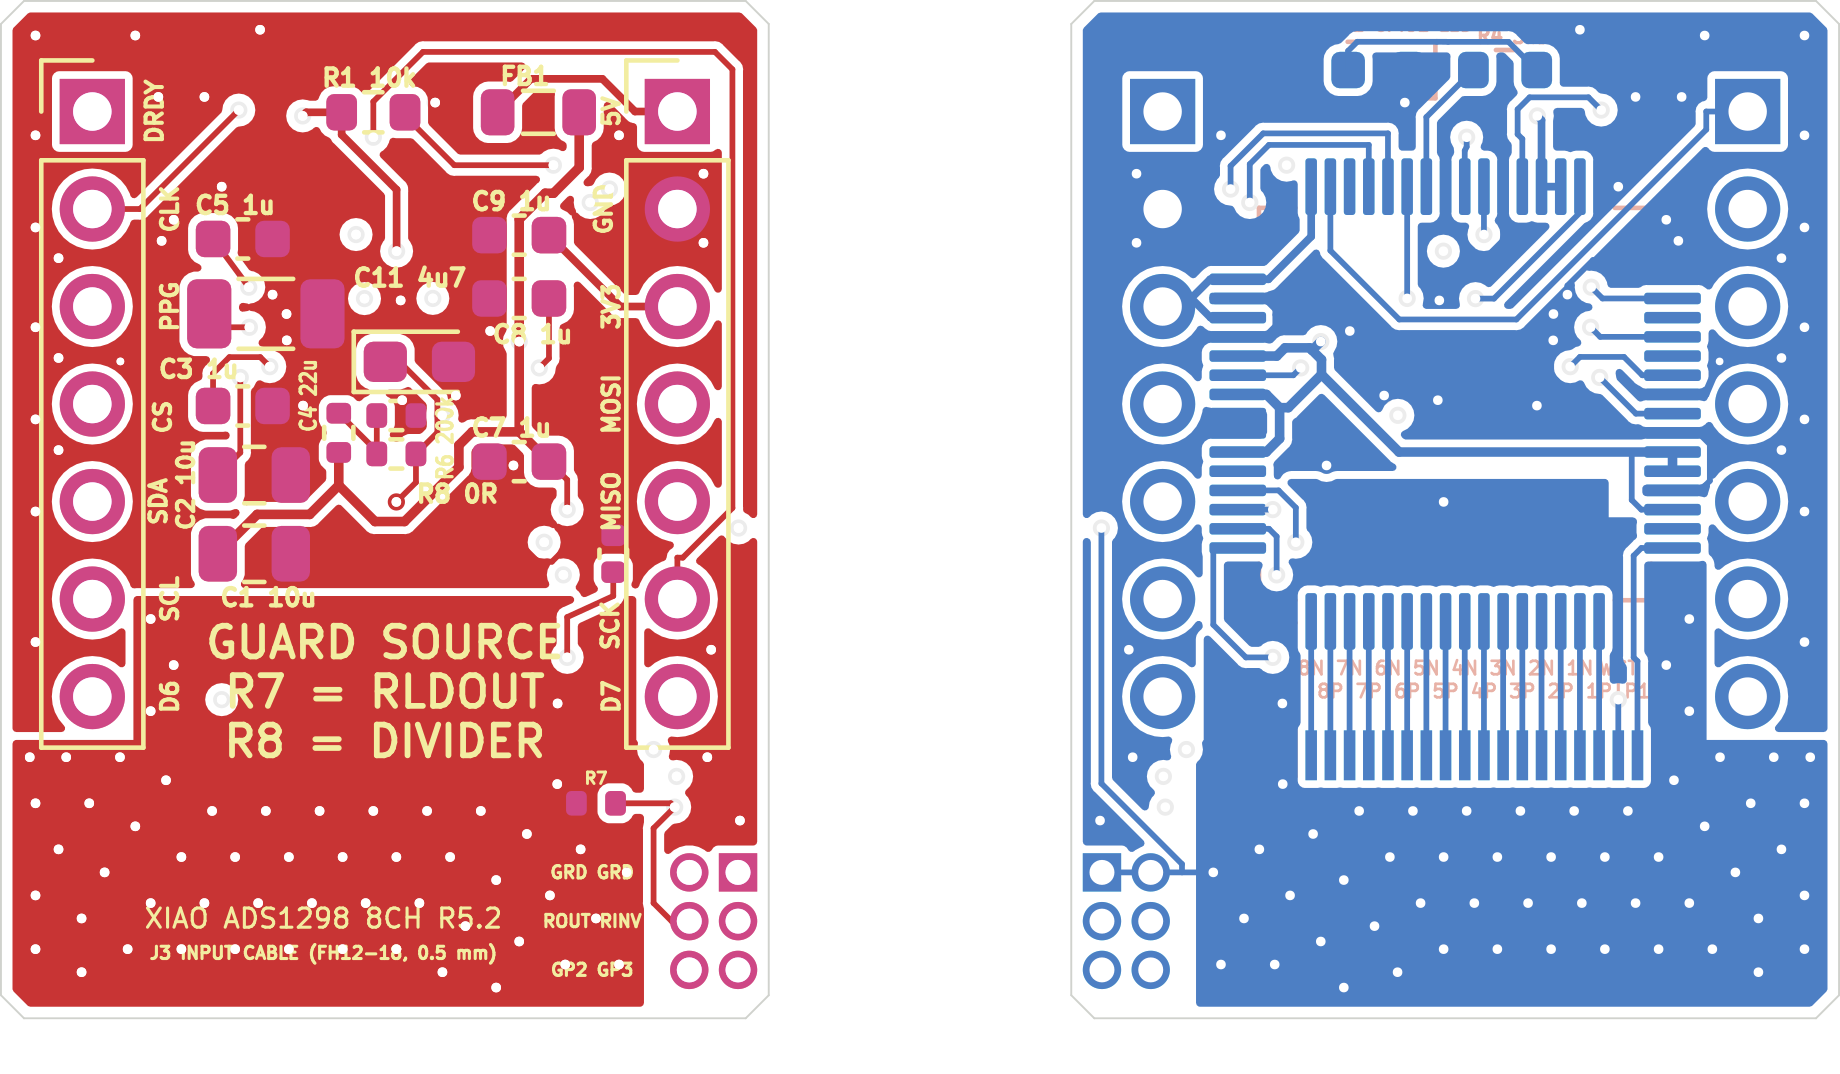 R1 10k
FB1
DRDY
5V
CLK
C5 1u
C9 1u
GND
C11 4u7
PPG
3V3
C8 1u
C3 1u
C4 22u
CS
MOSI
R6 200k
C7 1u
C2 10u
SDA
R8 0R
MISO
C1 10u
SCL
SCK
GUARD SOURCE
R7 = RLDOUT
R8 = DIVIDER
D6
D7
R7
GRD GRD
ROUT RINV
GP2 GP3
XIAO ADS1298 8CH R5.2
J3 INPUT CABLE (FH12-18, 0.5 mm)
R4
8N 7N 6N 5N 4N 3N 2N 1N
8P 7P 6P 5P 4P 3P 2P 1P P1